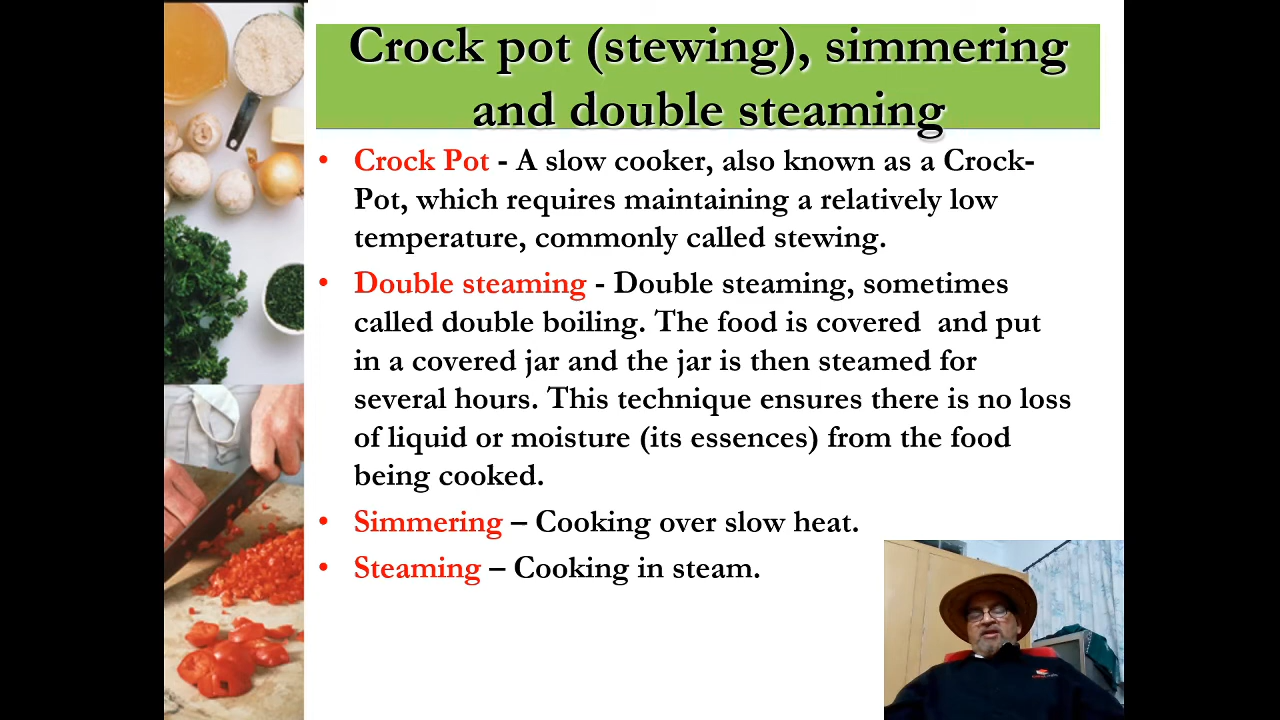 Crock pot (stewing), simmering
and double steaming
• Crock Pot - A slow cooker, also known as a Crock-
Pot, which requires maintaining a relatively low
temperature, commonly called stewing.
• Double steaming - Double steaming, sometimes
called double boiling. The food is covered and put
in a covered jar and the jar is then steamed for
several hours. This technique ensures there is no loss
of liquid or moisture (its essences) from the food
being cooked.
• Simmering – Cooking over slow heat.
• Steaming – Cooking in steam.